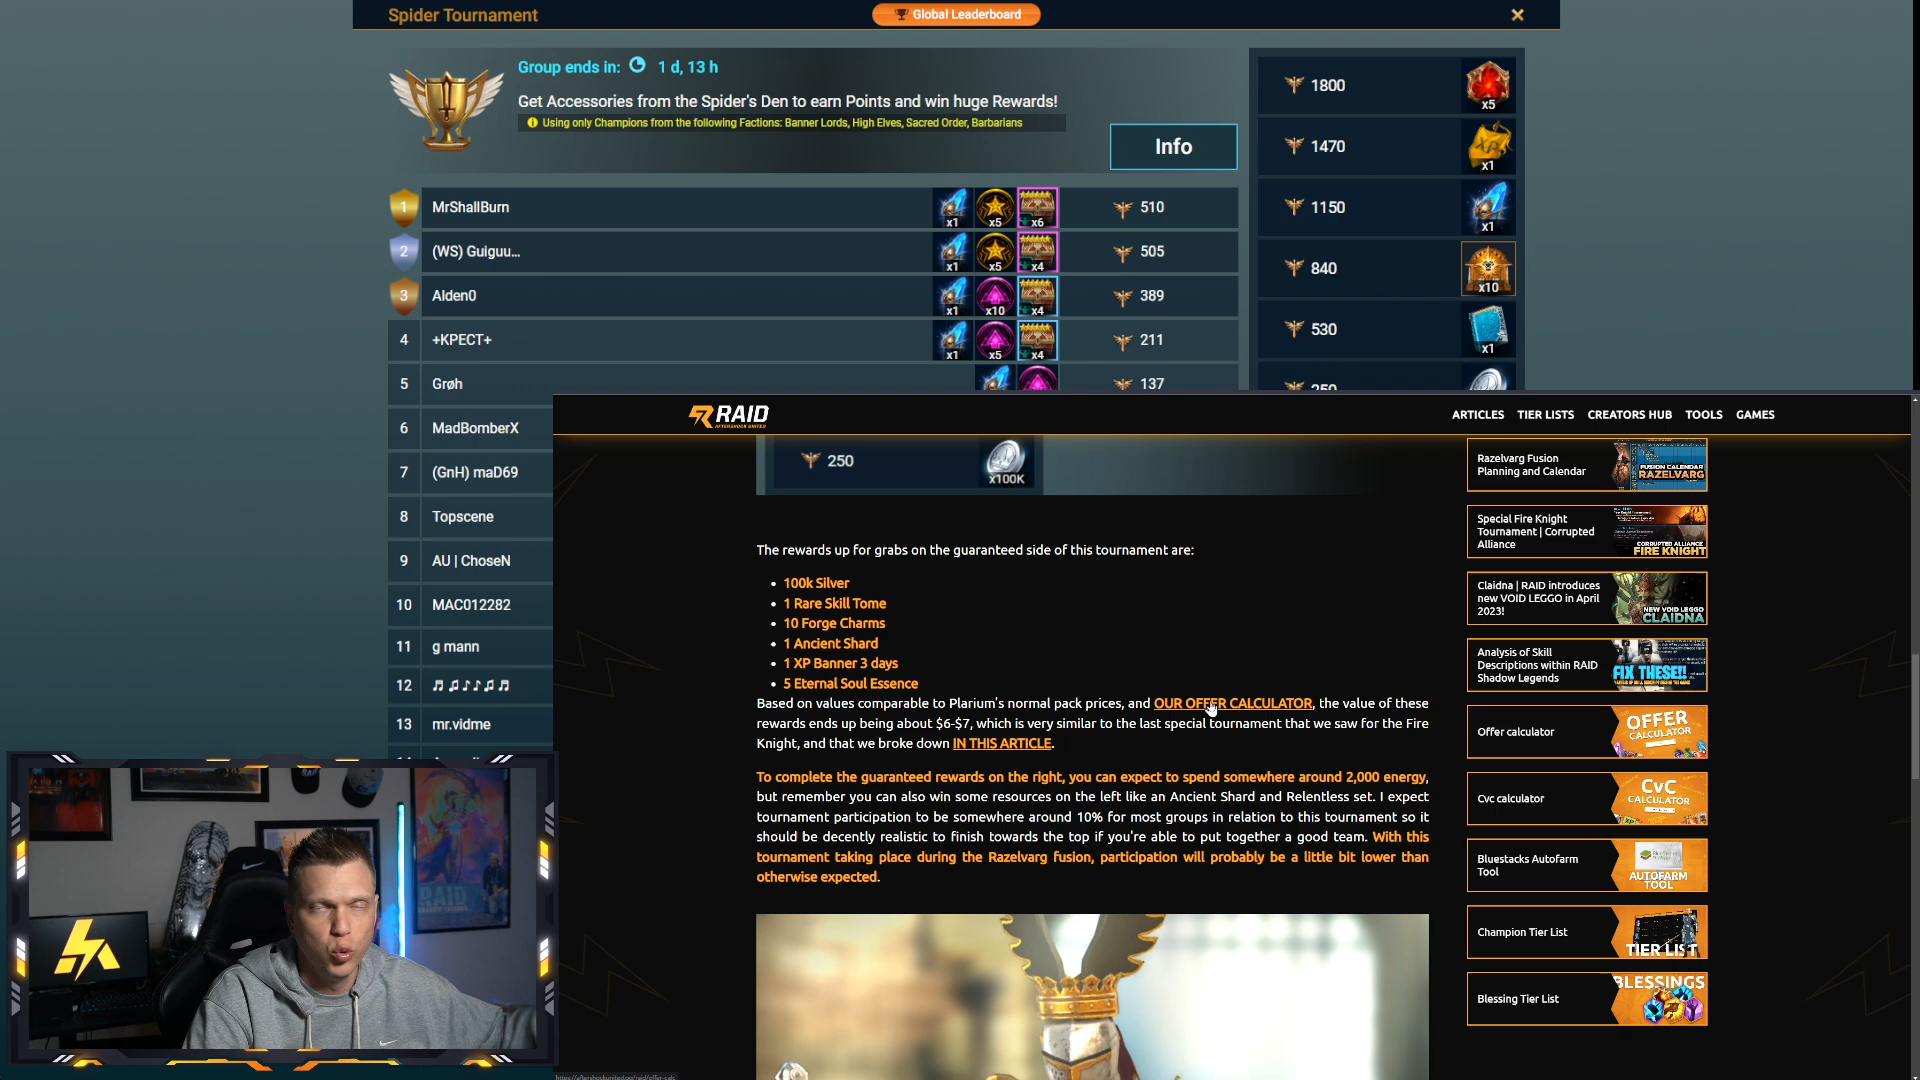 Spider Tournament
Global Leaderboard
Group ends in: 1 d, 13 h
Get Accessories from the Spider's Den to earn Points and win huge Rewards!
Using only Champions from the following Factions: Banner Lords, High Elves, Sacred Order, Barbarians
Info
1800 x5
1470 x1
1150 x1
840 x10
530 x1
250
1 MrShallBurn x1 x5 x6 510
2 (WS) Guiguu... x1 x5 x4 505
3 Alden0 x1 x10 x4 389
4 +KPECT+ x1 x5 x4 211
5 Grøh 137
6 MadBomberX
7 (GnH) maD69
8 Topscene
9 AU | ChoseN
10 MAC012282
11 g mann
12 ♬♫♪♪♫♬
13 mr.vidme
RAID
AFTERSHOCK UNITED
ARTICLES TIER LISTS CREATORS HUB TOOLS GAMES
250 x100K
The rewards up for grabs on the guaranteed side of this tournament are:
• 100k Silver
• 1 Rare Skill Tome
• 10 Forge Charms
• 1 Ancient Shard
• 1 XP Banner 3 days
• 5 Eternal Soul Essence
Based on values comparable to Plarium's normal pack prices, and OUR OFFER CALCULATOR, the value of these
rewards ends up being about $6-$7, which is very similar to the last special tournament that we saw for the Fire
Knight, and that we broke down IN THIS ARTICLE.
To complete the guaranteed rewards on the right, you can expect to spend somewhere around 2,000 energy,
but remember you can also win some resources on the left like an Ancient Shard and Relentless set. I expect
tournament participation to be somewhere around 10% for most groups in relation to this tournament so it
should be decently realistic to finish towards the top if you're able to put together a good team. With this
tournament taking place during the Razelvarg fusion, participation will probably be a little bit lower than
otherwise expected.
Razelvarg Fusion
Planning and Calendar
FUSION CALENDAR
RAZELVARG
Special Fire Knight
Tournament | Corrupted
Alliance
CORRUPTED ALLIANCE
FIRE KNIGHT
Claidna | RAID introduces
new VOID LEGGO in April
2023!
NEW VOID LEGGO
CLAIDNA
Analysis of Skill
Descriptions within RAID
Shadow Legends
FIX THESE!!
Offer calculator
OFFER
CALCULATOR
Cvc calculator
CvC
CALCULATOR
Bluestacks Autofarm
Tool
AUTOFARM
TOOL
Champion Tier List
TIER LIST
Blessing Tier List
BLESSINGS
RAID